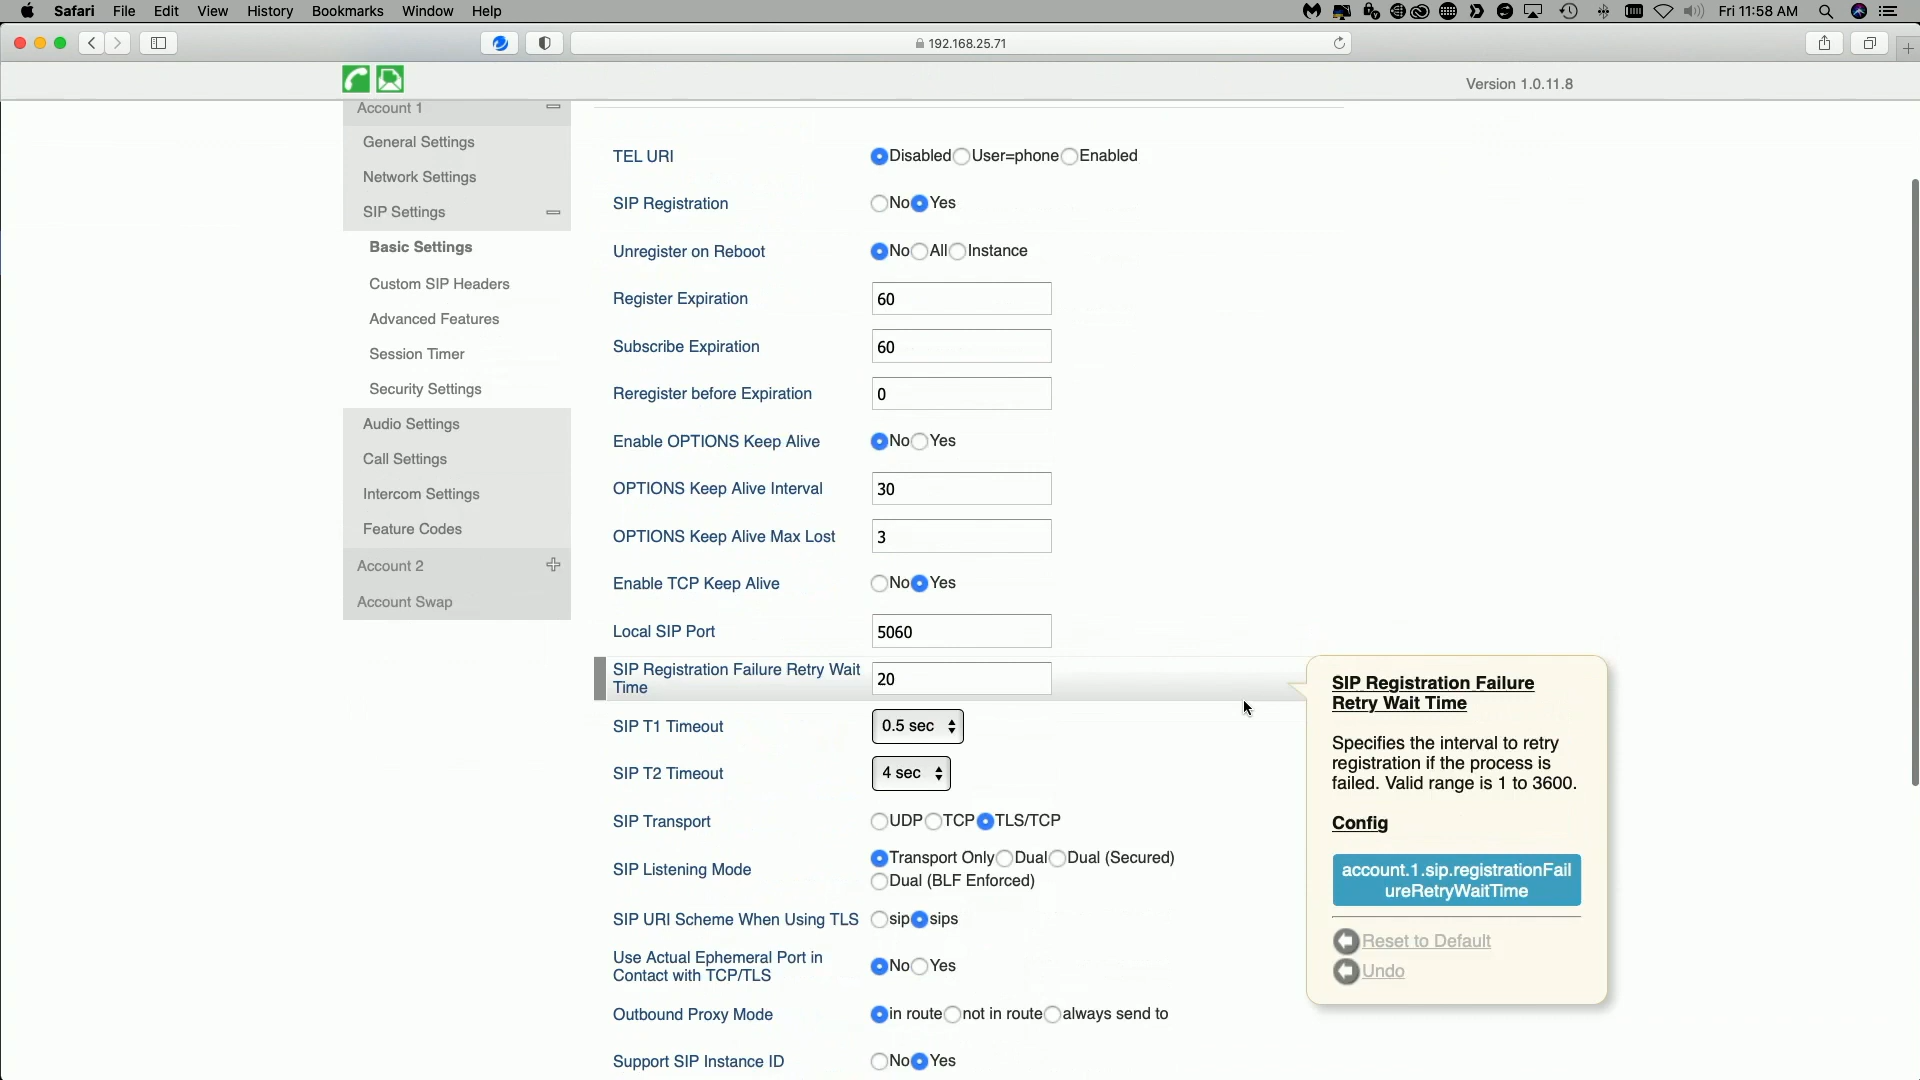 Safari File Edit View History Bookmarks Window Help Fri 11:58 AM
192.168.25.71
Version 1.0.11.8
Account 1
General Settings
Network Settings
SIP Settings
Basic Settings
Custom SIP Headers
Advanced Features
Session Timer
Security Settings
Audio Settings
Call Settings
Intercom Settings
Feature Codes
Account 2
Account Swap
TEL URI Disabled User=phone Enabled
SIP Registration No Yes
Unregister on Reboot No All Instance
Register Expiration 60
Subscribe Expiration 60
Reregister before Expiration 0
Enable OPTIONS Keep Alive No Yes
OPTIONS Keep Alive Interval 30
OPTIONS Keep Alive Max Lost 3
Enable TCP Keep Alive No Yes
Local SIP Port 5060
SIP Registration Failure Retry Wait
Time 20
SIP T1 Timeout 0.5 sec
SIP T2 Timeout 4 sec
SIP Transport UDP TCP TLS/TCP
SIP Listening Mode Transport Only Dual Dual (Secured)
Dual (BLF Enforced)
SIP URI Scheme When Using TLS sip sips
Use Actual Ephemeral Port in
Contact with TCP/TLS No Yes
Outbound Proxy Mode in route not in route always send to
Support SIP Instance ID No Yes
SIP Registration Failure
Retry Wait Time
Specifies the interval to retry
registration if the process is
failed. Valid range is 1 to 3600.
Config
account.1.sip.registrationFail
ureRetryWaitTime
Reset to Default
Undo